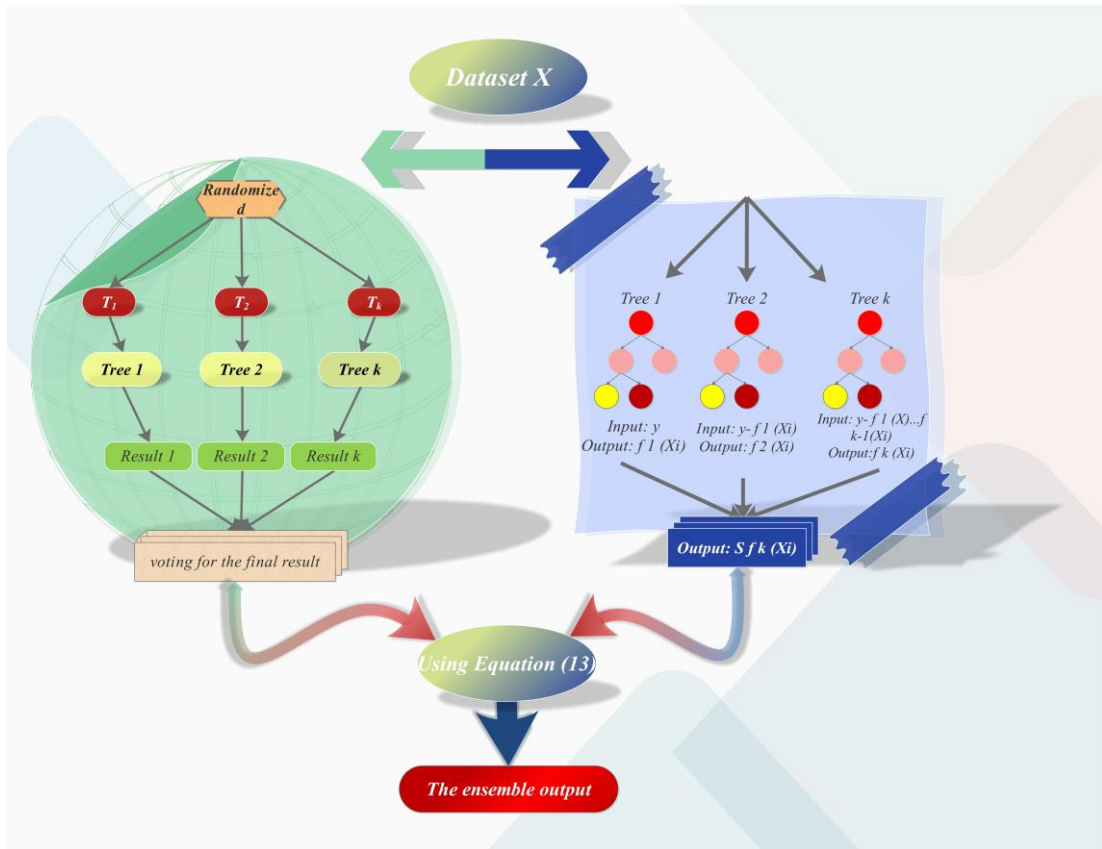 Dataset X
Randomize
d
T1
T2
Tk
Tree 1
Tree 2
Tree k
Result 1
Result 2
Result k
voting for the final result
Tree 1
Tree 2
Tree k
Input: y
Output: f 1 (Xi)
Input: y- f 1 (Xi)
Output: f 2 (Xi)
Input: y- f 1 (X)..f
k-1(Xi)
Output:f k (Xi)
Output: S f k (Xi)
Using Equation (13)
The ensemble output